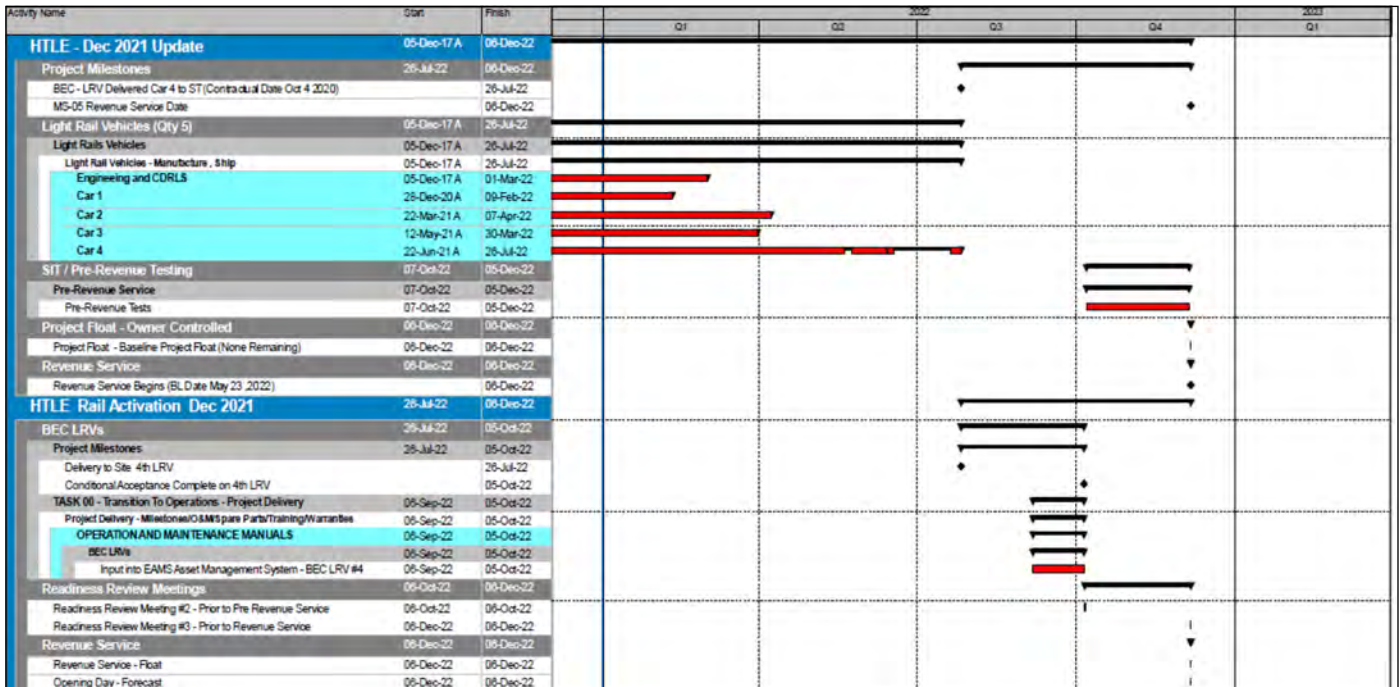 Activity Name Start Finish 2022 2023
Q1 Q2 Q3 Q4 Q1
HTLE - Dec 2021 Update 05-Dec-17 A 06-Dec-22
Project Milestones 26-Jul-22 06-Dec-22
BEC - LRV Delivered Car 4 to ST (Contractual Date Oct 4 2020) 26-Jul-22
MS-05 Revenue Service Date 06-Dec-22
Light Rail Vehicles (Qty 5) 05-Dec-17 A 26-Jul-22
Light Rails Vehicles 05-Dec-17 A 26-Jul-22
Light Rail Vehicles - Manufacture , Ship 05-Dec-17 A 26-Jul-22
Engineeing and CDRLS 05-Dec-17 A 01-Mar-22
Car 1 28-Dec-20 A 09-Feb-22
Car 2 22-Mar-21 A 07-Apr-22
Car 3 12-May-21 A 30-Mar-22
Car 4 22-Jun-21 A 26-Jul-22
SIT / Pre-Revenue Testing 07-Oct-22 05-Dec-22
Pre-Revenue Service 07-Oct-22 05-Dec-22
Pre-Revenue Tests 07-Oct-22 05-Dec-22
Project Float - Owner Controlled 06-Dec-22 06-Dec-22
Project Float - Baseline Project Float (None Remaining) 06-Dec-22 06-Dec-22
Revenue Service 06-Dec-22 06-Dec-22
Revenue Service Begins (BL Date May 23 ,2022) 06-Dec-22
HTLE Rail Activation Dec 2021 26-Jul-22 06-Dec-22
BEC LRVs 26-Jul-22 05-Oct-22
Project Milestones 26-Jul-22 05-Oct-22
Delivery to Site 4th LRV 26-Jul-22
Conditional Acceptance Complete on 4th LRV 05-Oct-22
TASK 00 - Transition To Operations - Project Delivery 06-Sep-22 05-Oct-22
Project Delivery - Milestones/O&M/Spare Parts/Training/Warranties 06-Sep-22 05-Oct-22
OPERATION AND MAINTENANCE MANUALS 06-Sep-22 05-Oct-22
BEC LRVs 06-Sep-22 05-Oct-22
Input into EAMS Asset Management System - BEC LRV #4 06-Sep-22 05-Oct-22
Readiness Review Meetings 06-Oct-22 06-Dec-22
Readiness Review Meeting #2 - Prior to Pre Revenue Service 06-Oct-22 06-Oct-22
Readiness Review Meeting #3 - Prior to Revenue Service 06-Dec-22 06-Dec-22
Revenue Service 06-Dec-22 06-Dec-22
Revenue Service - Float 06-Dec-22 06-Dec-22
Opening Day - Forecast 06-Dec-22 06-Dec-22